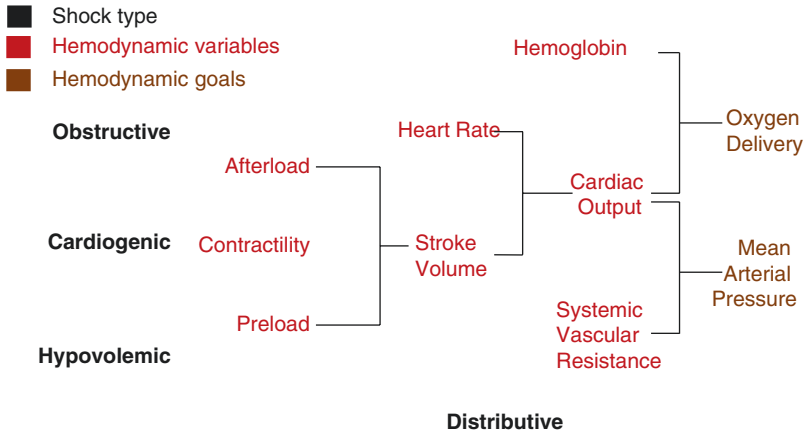 Shock type
Hemodynamic variables
Hemodynamic goals
Hemoglobin
Obstructive
Heart Rate
Oxygen
Delivery
Afterload
Cardiac
Output
Cardiogenic
Contractility
Stroke
Volume
Mean
Arterial
Pressure
Preload
Systemic
Vascular
Resistance
Hypovolemic
Distributive